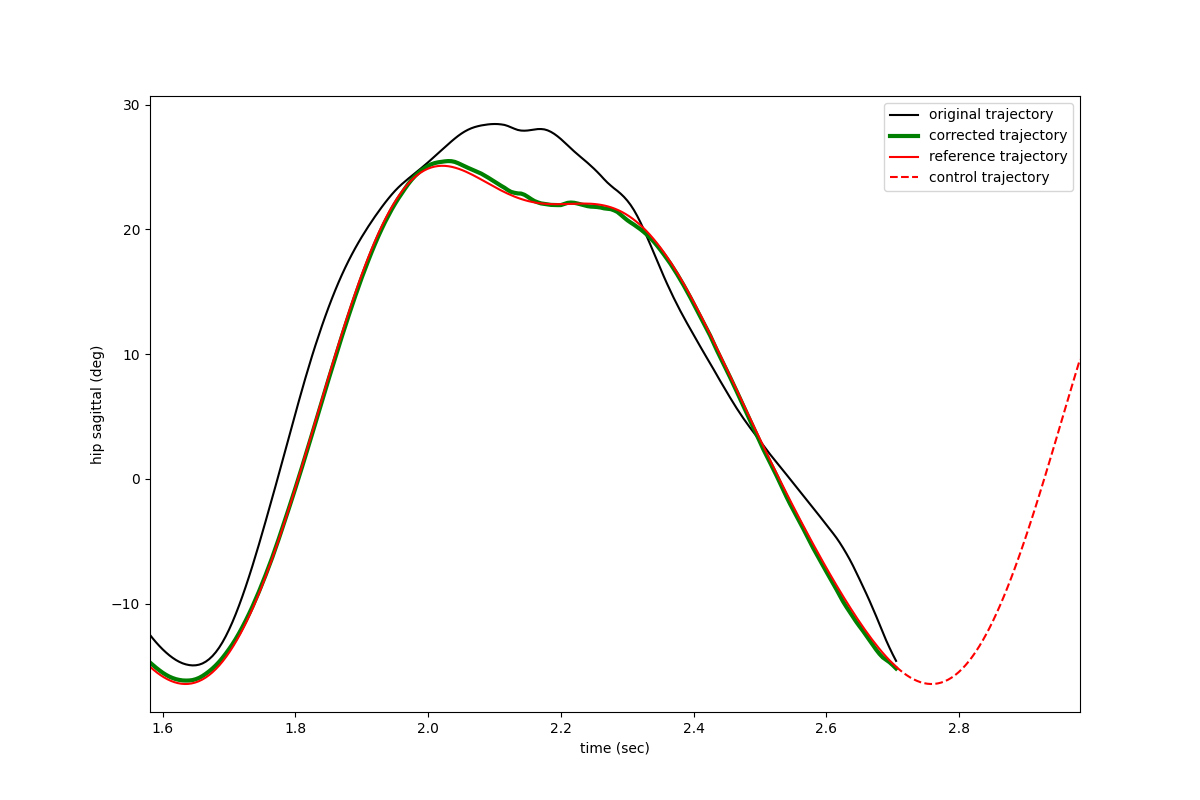 30
20
10
0
−10
hip sagittal (deg)
original trajectory
corrected trajectory
reference trajectory
control trajectory
1.6 1.8 2.0 2.2 2.4 2.6 2.8
time (sec)